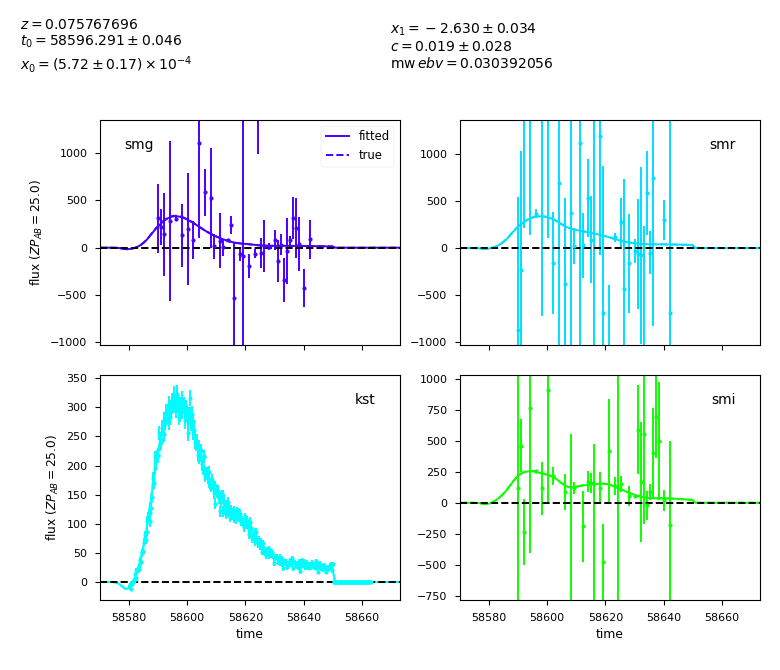 z = 0.075767696
t₀ = 58596.291 ± 0.046
x₀ = (5.72 ± 0.17) × 10⁻⁴
x₁ = −2.630 ± 0.034
c = 0.019 ± 0.028
mw ebv = 0.030392056
smg
fitted
true
1000
500
0
−500
−1000
flux (ZP_AB = 25.0)
smr
1000
500
0
−500
−1000
kst
350
300
250
200
150
100
50
0
flux (ZP_AB = 25.0)
58580 58600 58620 58640 58660
time
smi
1000
750
500
250
0
−250
−500
−750
58580 58600 58620 58640 58660
time